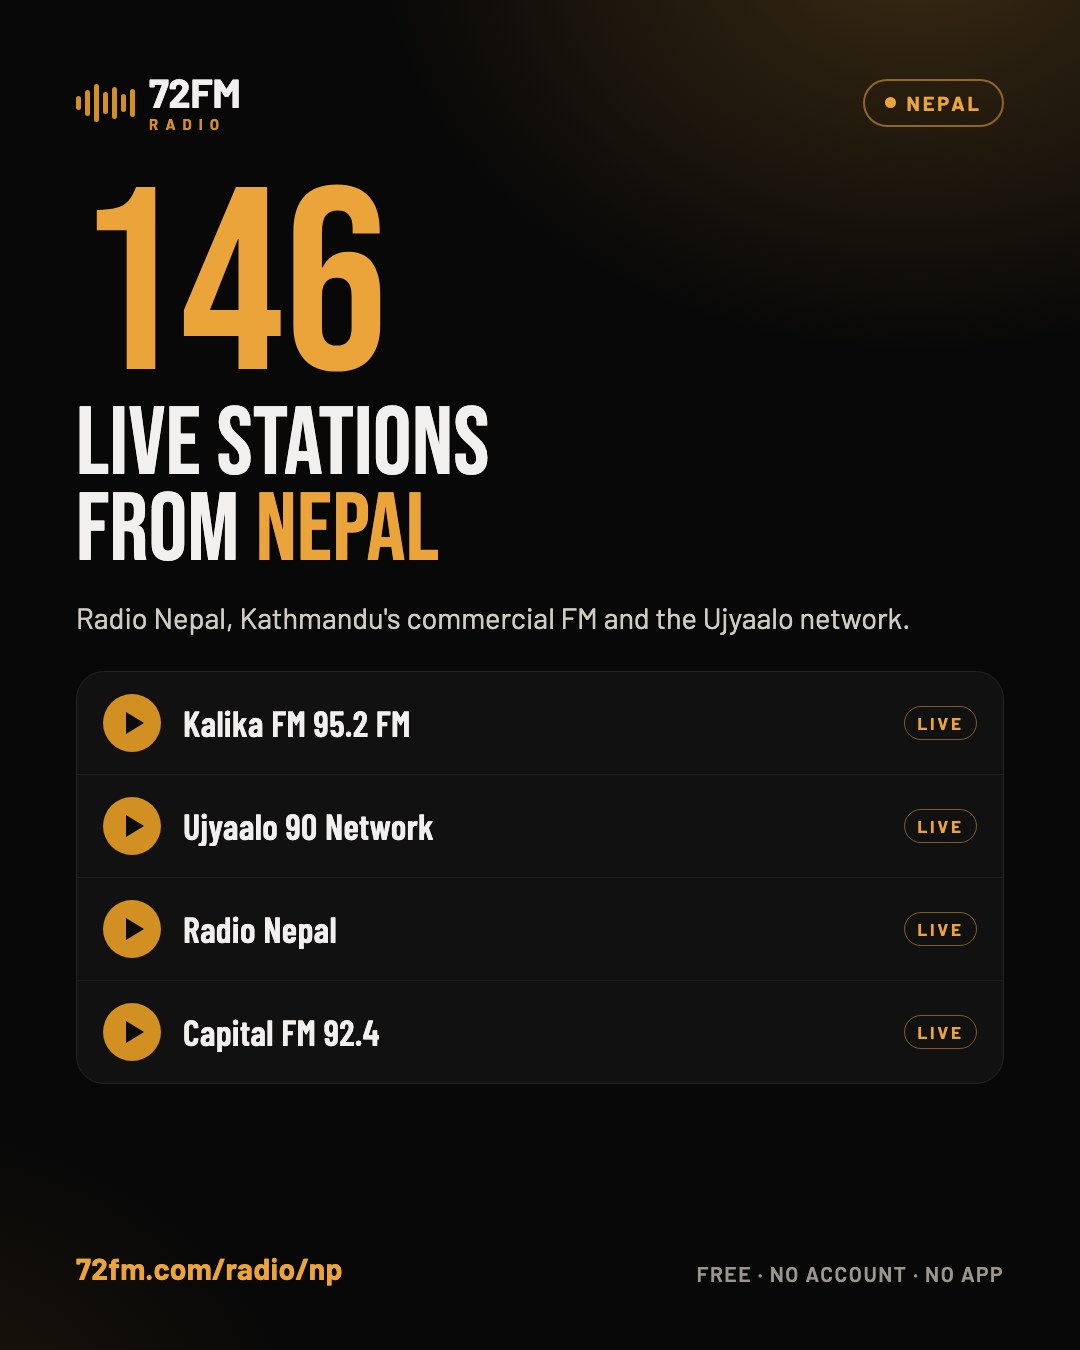 72FM
RADIO
NEPAL
146
LIVE STATIONS
FROM NEPAL
Radio Nepal, Kathmandu's commercial FM and the Ujyaalo network.
Kalika FM 95.2 FM
LIVE
Ujyaalo 90 Network
LIVE
Radio Nepal
LIVE
Capital FM 92.4
LIVE
72fm.com/radio/np
FREE · NO ACCOUNT · NO APP